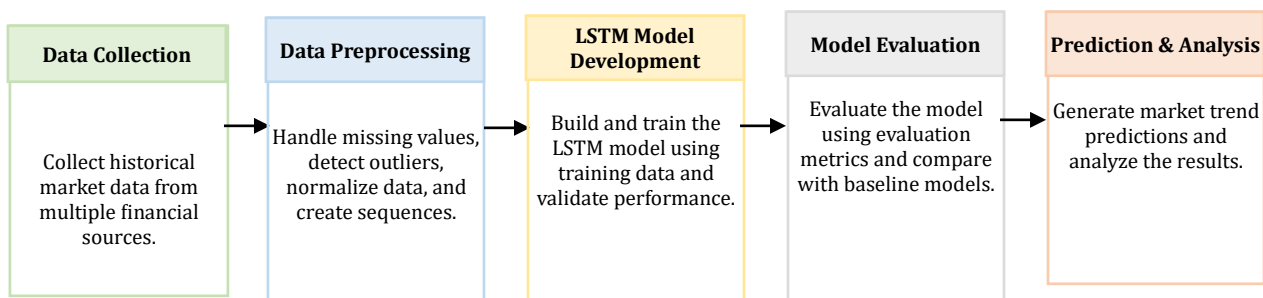 Data Collection
Collect historical
market data from
multiple financial
sources.
Data Preprocessing
Handle missing values,
detect outliers,
normalize data, and
create sequences.
LSTM Model
Development
Build and train the
LSTM model using
training data and
validate performance.
Model Evaluation
Evaluate the model
using evaluation
metrics and compare
with baseline models.
Prediction & Analysis
Generate market trend
predictions and
analyze the results.